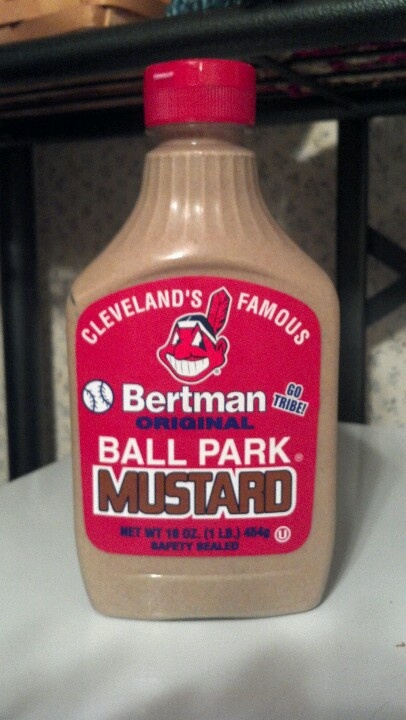 CLEVELAND'S FAMOUS
Bertman
GO TRIBE!
ORIGINAL
BALL PARK®
MUSTARD
NET WT 16 OZ. (1 LB.) 454g U
SAFETY SEALED